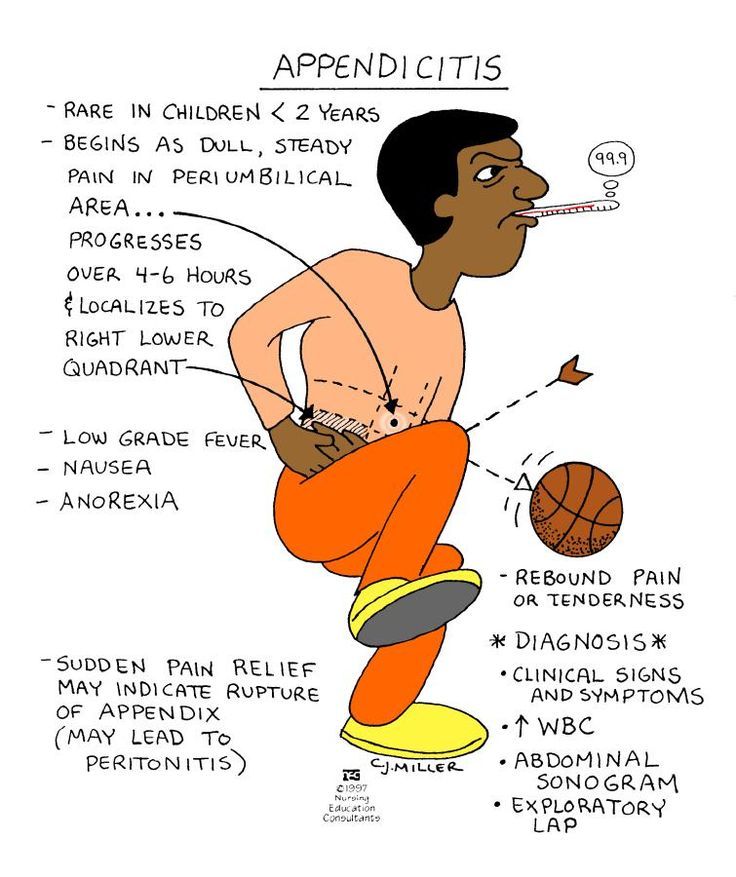 APPENDICITIS
- RARE IN CHILDREN < 2 YEARS
- BEGINS AS DULL, STEADY
PAIN IN PERIUMBILICAL
AREA....
PROGRESSES
OVER 4-6 HOURS
& LOCALIZES TO
RIGHT LOWER
QUADRANT
- LOW GRADE FEVER
- NAUSEA
- ANOREXIA
- SUDDEN PAIN RELIEF
MAY INDICATE RUPTURE
OF APPENDIX
(MAY LEAD TO
PERITONITIS)
99.9
- REBOUND PAIN
OR TENDERNESS
* DIAGNOSIS *
• CLINICAL SIGNS
AND SYMPTOMS
• ↑ WBC
• ABDOMINAL
SONOGRAM
• EXPLORATORY
LAP
C.J. MILLER
©1997
Nursing
Education
Consultants